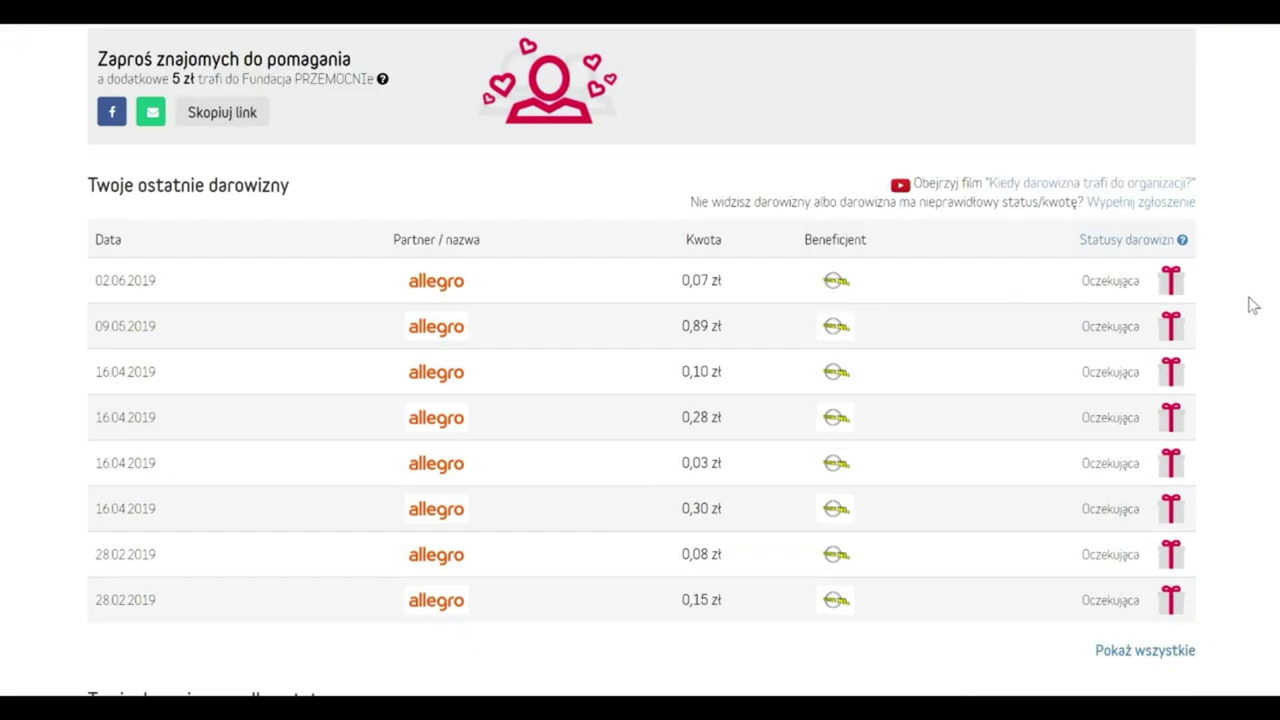 Zaproś znajomych do pomagania
a dodatkowe 5 zł trafi do Fundacja PRZEMOCNIe ?
f
Skopiuj link
Twoje ostatnie darowizny
Obejrzyj film "Kiedy darowizna trafi do organizacji?"
Nie widzisz darowizny albo darowizna ma nieprawidłowy status/kwotę? Wypełnij zgłoszenie
Data Partner / nazwa Kwota Beneficjent Statusy darowizn ?
02.06.2019 allegro 0,07 zł Oczekująca
09.05.2019 allegro 0,89 zł Oczekująca
16.04.2019 allegro 0,10 zł Oczekująca
16.04.2019 allegro 0,28 zł Oczekująca
16.04.2019 allegro 0,03 zł Oczekująca
16.04.2019 allegro 0,30 zł Oczekująca
28.02.2019 allegro 0,08 zł Oczekująca
28.02.2019 allegro 0,15 zł Oczekująca
Pokaż wszystkie